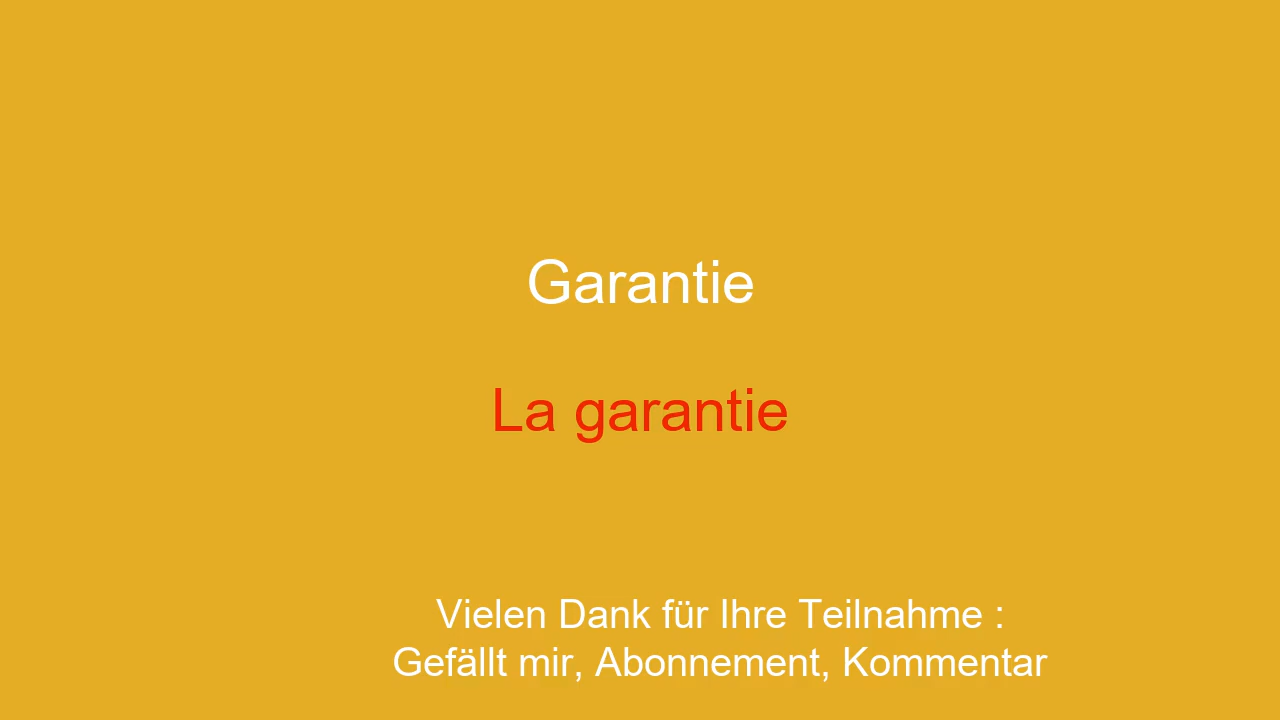 Garantie
La garantie
Vielen Dank für Ihre Teilnahme :
Gefällt mir, Abonnement, Kommentar